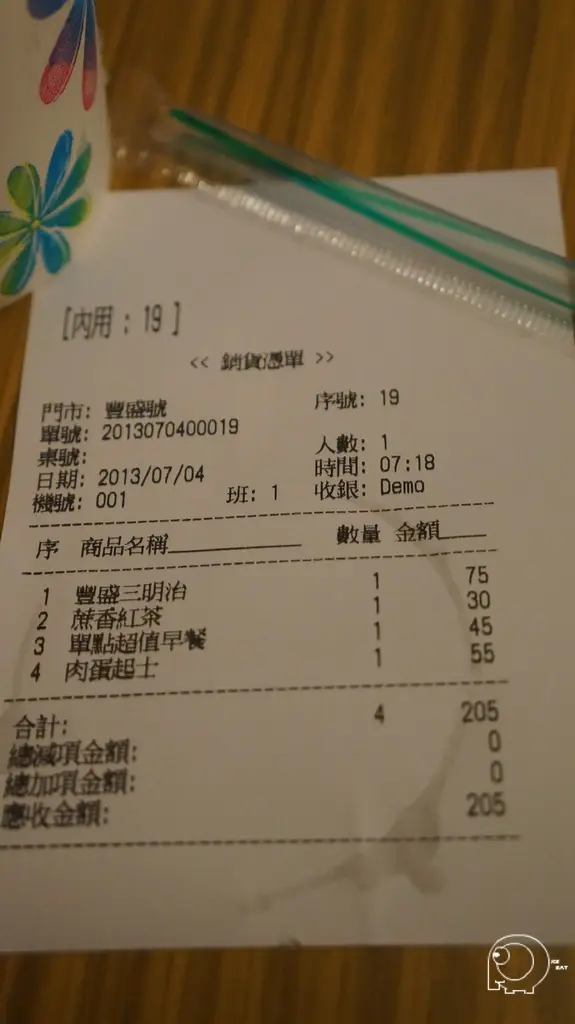 [內用 : 19 ]
<< 銷貨憑單 >>
門市: 豐盛號 序號: 19
單號: 2013070400019
桌號: 人數: 1
日期: 2013/07/04 時間: 07:18
機號: 001 班: 1 收銀: Demo
序 商品名稱 數量 金額
1 豐盛三明治 1 75
2 蔗香紅茶 1 30
3 單點超值早餐 1 45
4 肉蛋起士 1 55
合計: 4 205
總減項金額: 0
總加項金額: 0
應收金額: 205